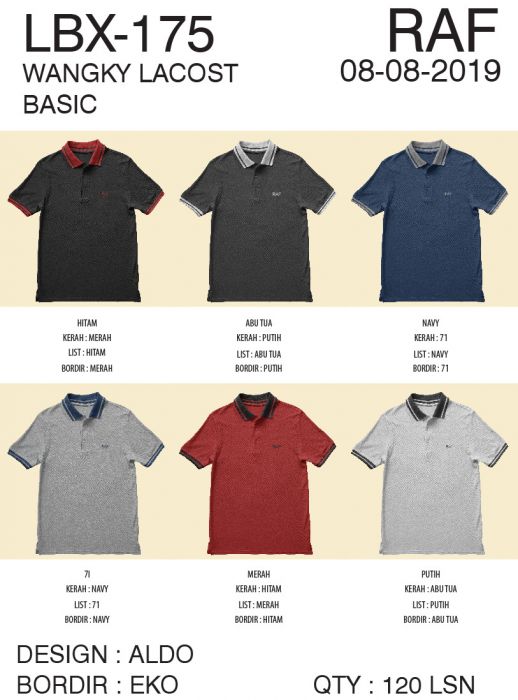 LBX-175
RAF
WANGKY LACOST
BASIC
08-08-2019
RAF
HITAM
KERAH : MERAH
LIST : HITAM
BORDIR : MERAH
ABU TUA
KERAH : PUTIH
LIST : ABU TUA
BORDIR : PUTIH
NAVY
KERAH : 71
LIST : NAVY
BORDIR : 71
7I
KERAH : NAVY
LIST : 71
BORDIR : NAVY
MERAH
KERAH : HITAM
LIST : MERAH
BORDIR : HITAM
PUTIH
KERAH : ABU TUA
LIST : PUTIH
BORDIR : ABU TUA
DESIGN : ALDO
BORDIR : EKO
QTY : 120 LSN